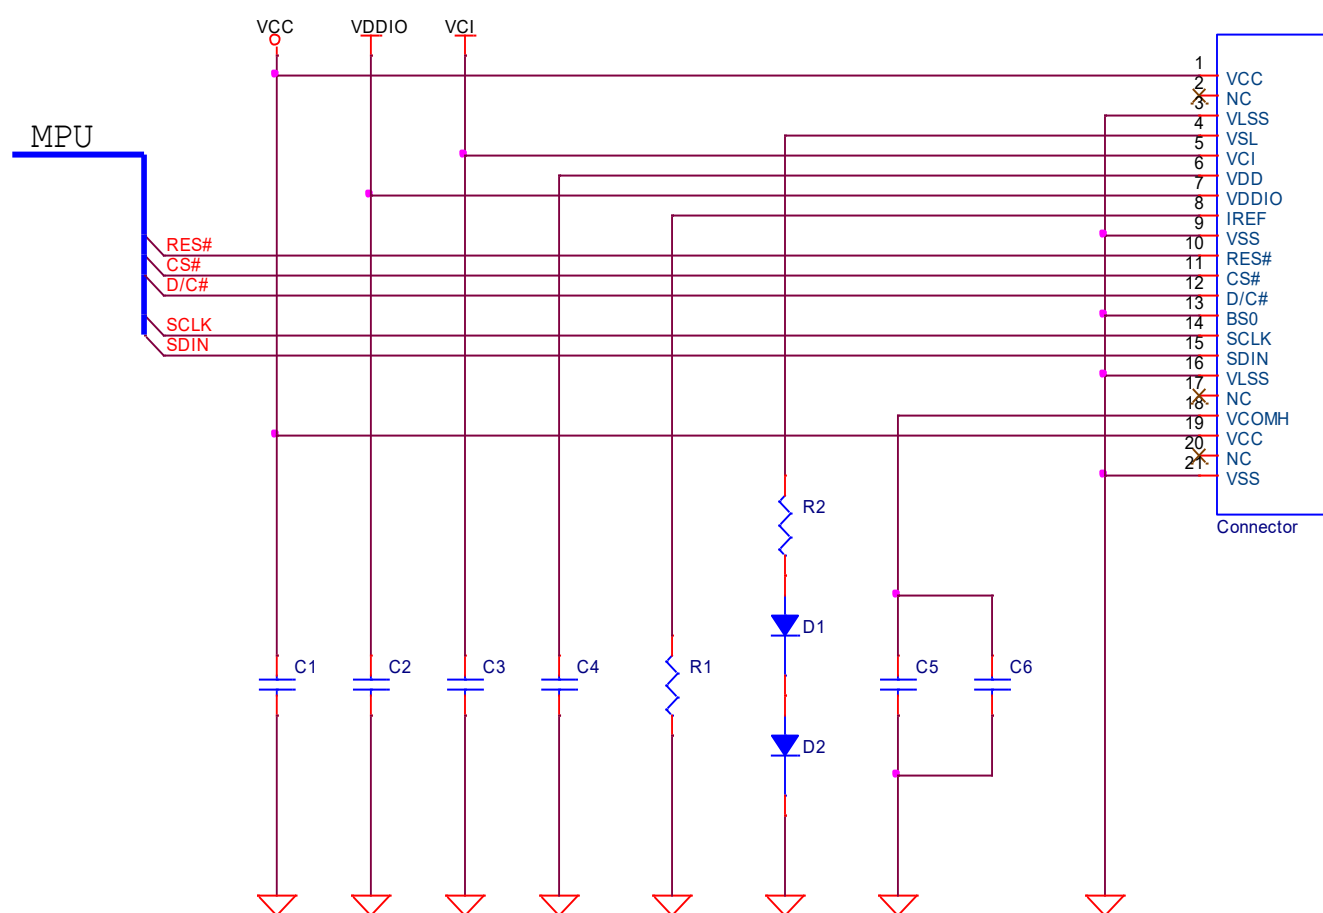 VCC VDDIO VCI
MPU
RES#
CS#
D/C#
SCLK
SDIN
1 VCC
2 NC
3 VLSS
4 VSL
5 VCI
6 VDD
7 VDDIO
8 IREF
9 VSS
10 RES#
11 CS#
12 D/C#
13 BS0
14 SCLK
15 SDIN
16 VLSS
17 NC
18 VCOMH
19 VCC
20 NC
21 VSS
Connector
R2
D1
C1 C2 C3 C4 R1 C5 C6
D2